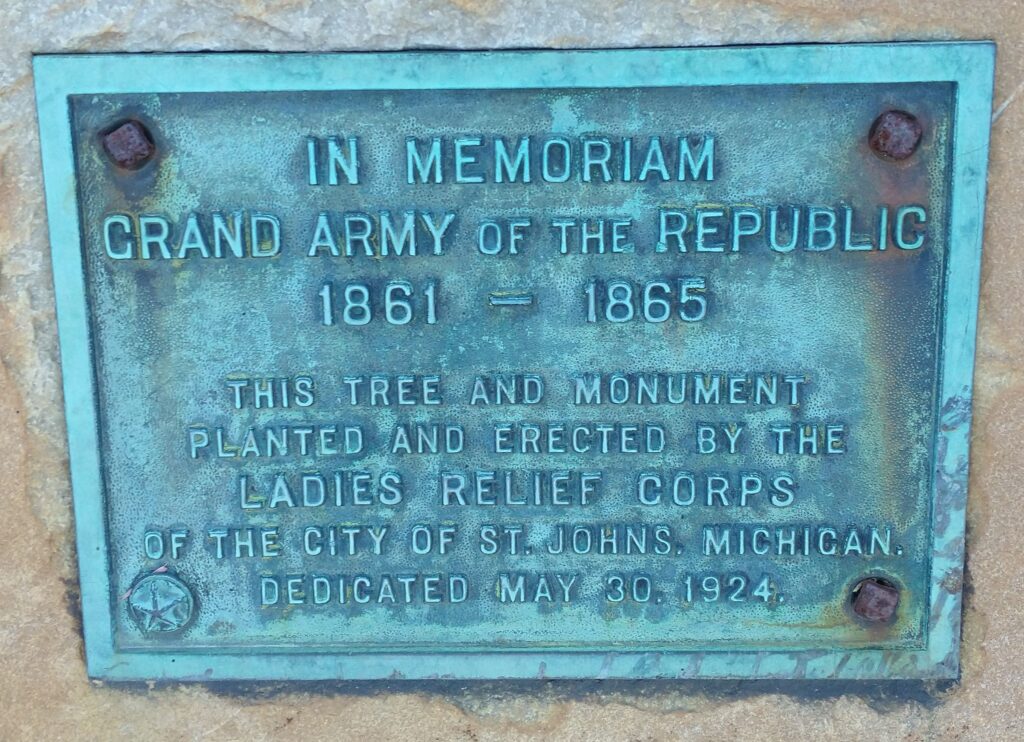 IN MEMORIAM
GRAND ARMY OF THE REPUBLIC
1861 — 1865
THIS TREE AND MONUMENT
PLANTED AND ERECTED BY THE
LADIES RELIEF CORPS
OF THE CITY OF ST. JOHNS. MICHIGAN.
DEDICATED MAY 30. 1924.